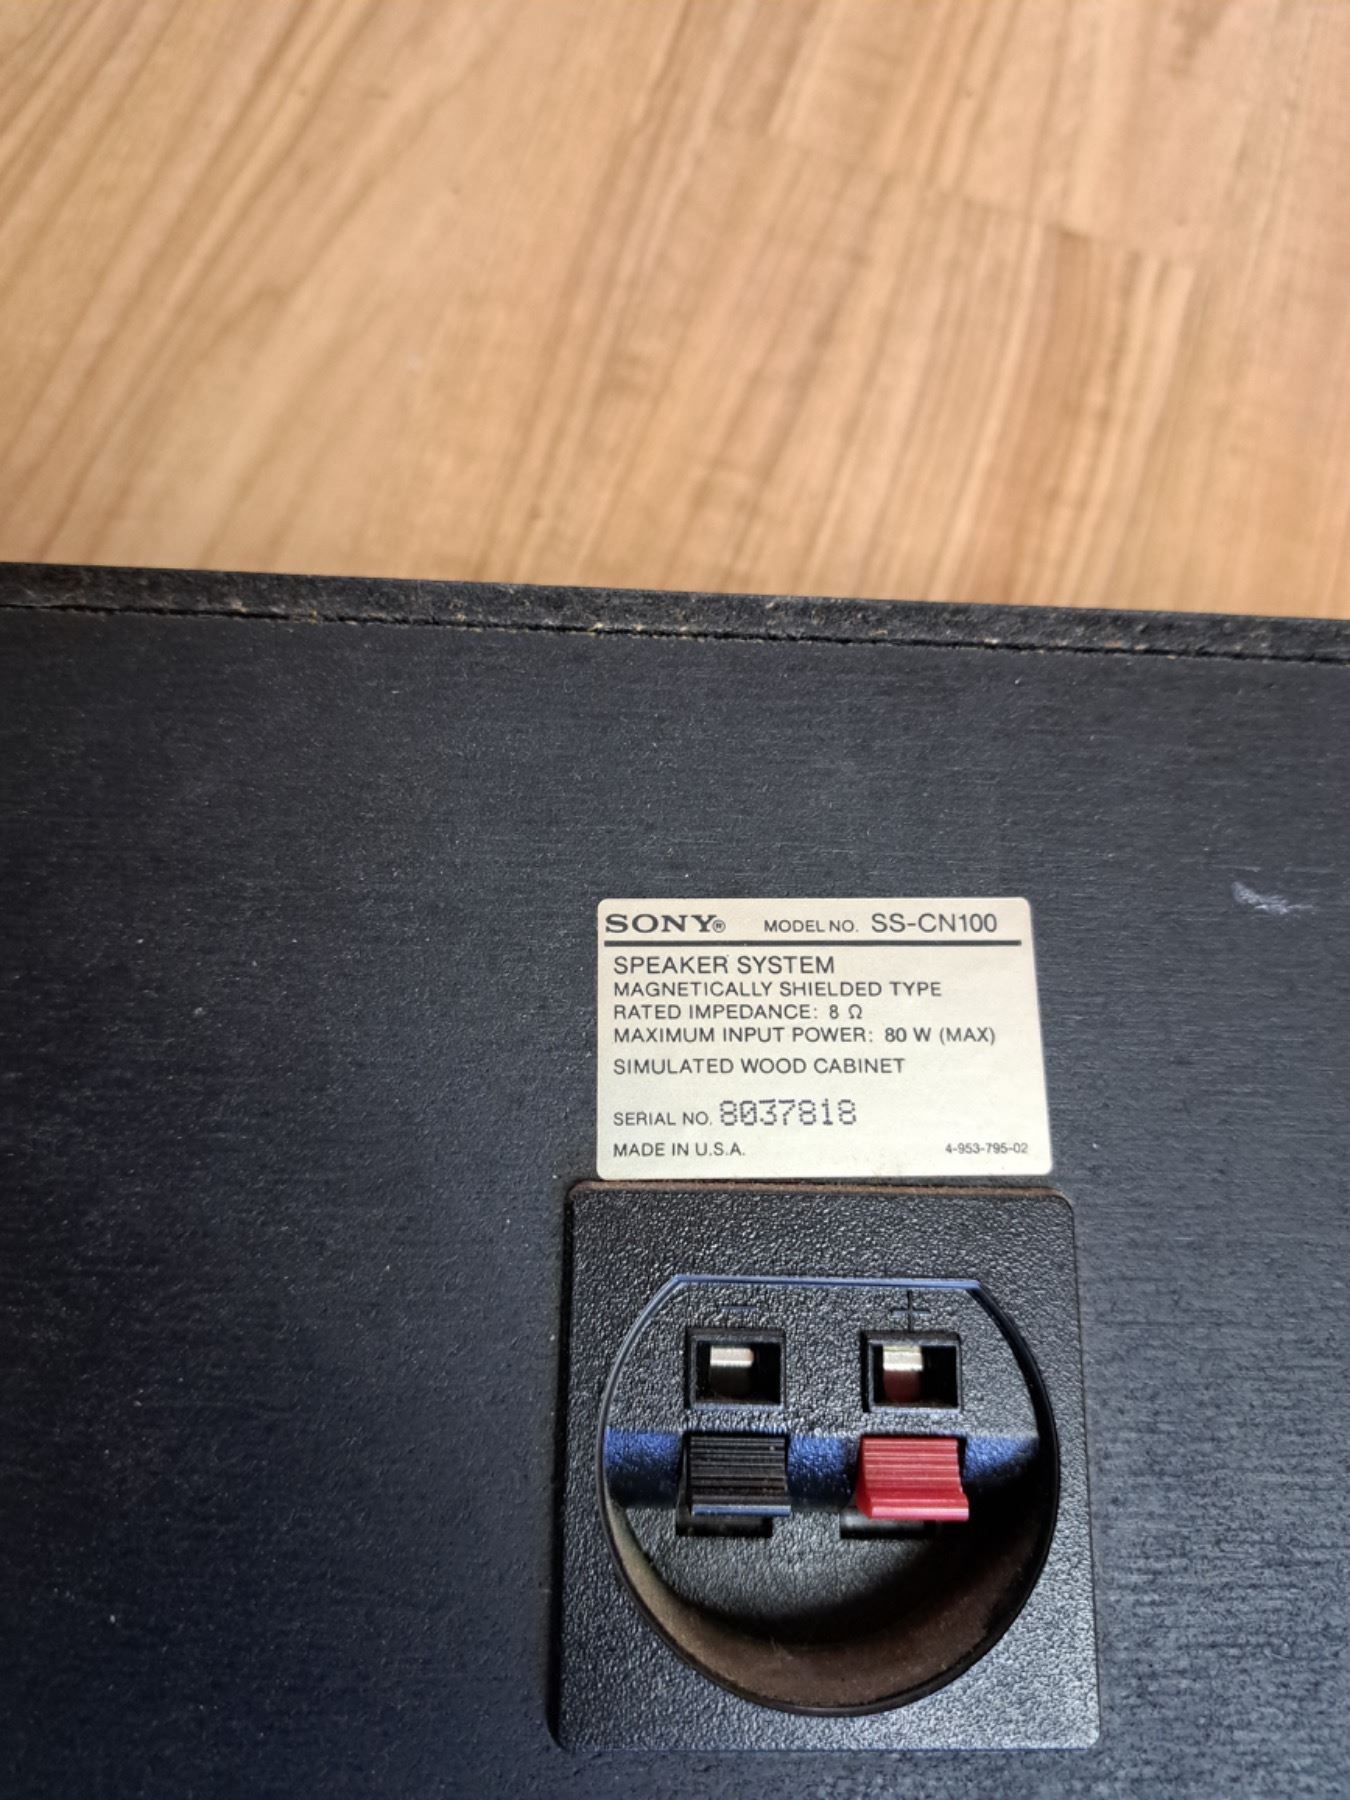 SONY® MODEL NO. SS-CN100
SPEAKER SYSTEM
MAGNETICALLY SHIELDED TYPE
RATED IMPEDANCE: 8 Ω
MAXIMUM INPUT POWER: 80 W (MAX)
SIMULATED WOOD CABINET
SERIAL NO. 8037818
MADE IN U.S.A. 4-953-795-02
− +